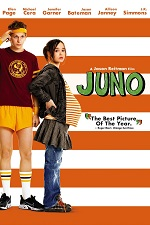 Ellen Page Michael Cera Jennifer Garner Jason Bateman Allison Janney J.K. Simmons
A Jason Reitman Film
JUNO
"The Best Picture
Of The Year."